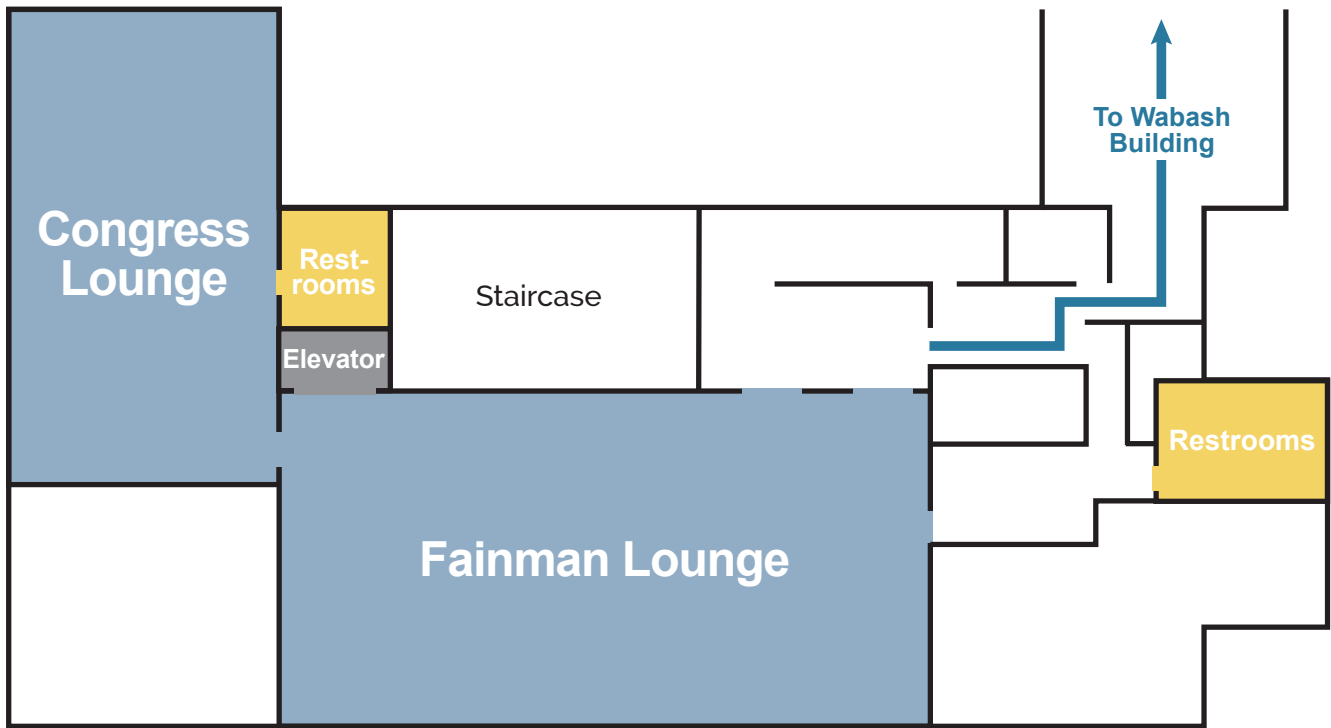 To Wabash
Building
Congress
Lounge
Rest-
rooms
Staircase
Elevator
Restrooms
Fainman Lounge